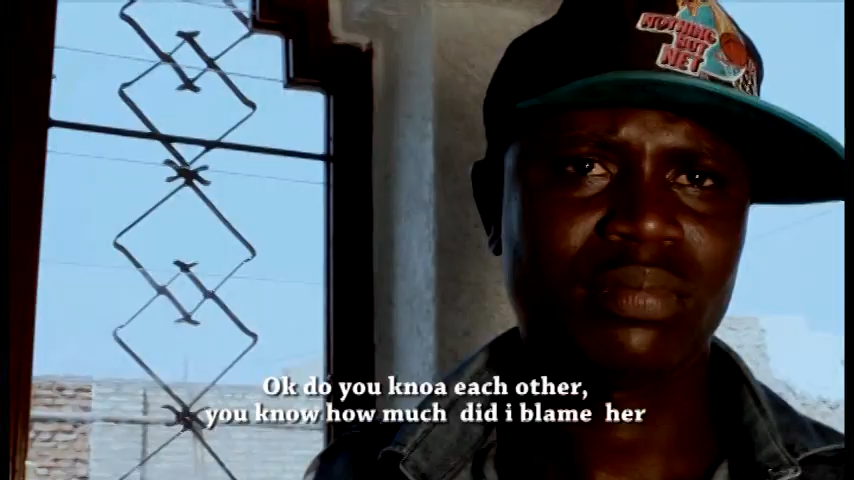 NOTHING
BUT
NET
Ok do you knoa each other,
you know how much did i blame her